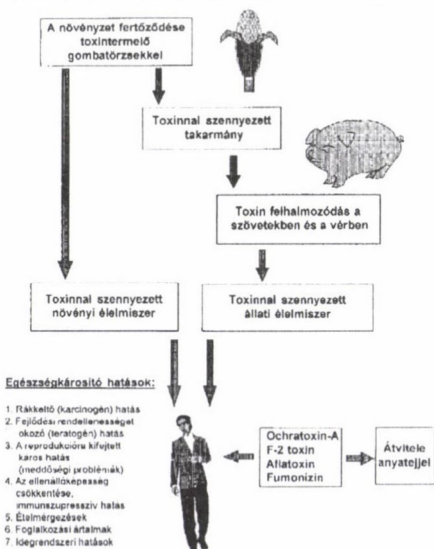 A növényzet fertőződése
toxintermelő
gombatörzsekkel
Toxinnal szennyezett
takarmány
Toxin felhalmozódás a
szövetekben és a vérben
Toxinnal szennyezett
növényi élelmiszer
Toxinnal szennyezett
állati élelmiszer
Egészségkárosító hatások:
1. Rákkeltő (karcinogén) hatás
2. Fejlődési rendellenességet
okozó (teratogén) hatás
3. A reprodukcióra kifejtett
káros hatás
(meddőségi problémák)
4. Az ellenállóképesség
csökkentése,
immunszupresszív hatás
5. Ételmérgezések
6. Foglalkozási ártalmak
7. Idegrendszeri hatások
Ochratoxin-A
F-2 toxin
Aflatoxin
Fumonizin
Átvitele
anyatejjel